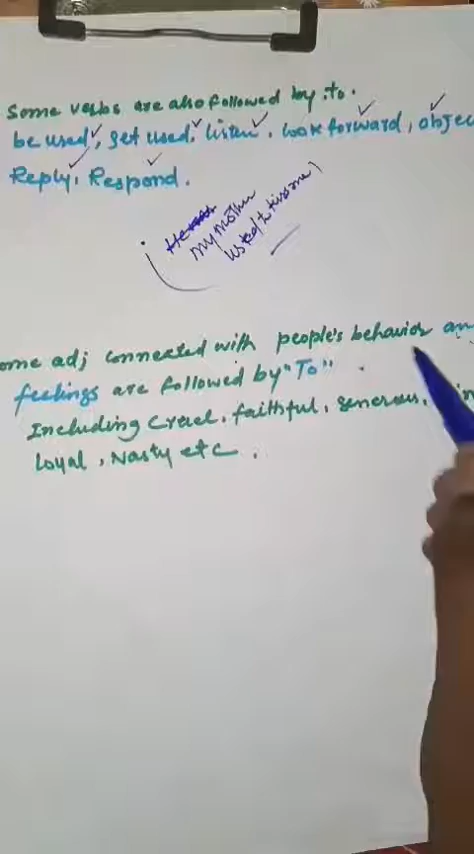 Some verbs are also followed by to.
be used, get used, listen, look forward, objec
Reply, Respond.
my mother
used to kiss me
ome adj connected with people's behavior an
feelings are followed by "To".
Including Cruel, faithful, generous,
Loyal, Nasty etc.